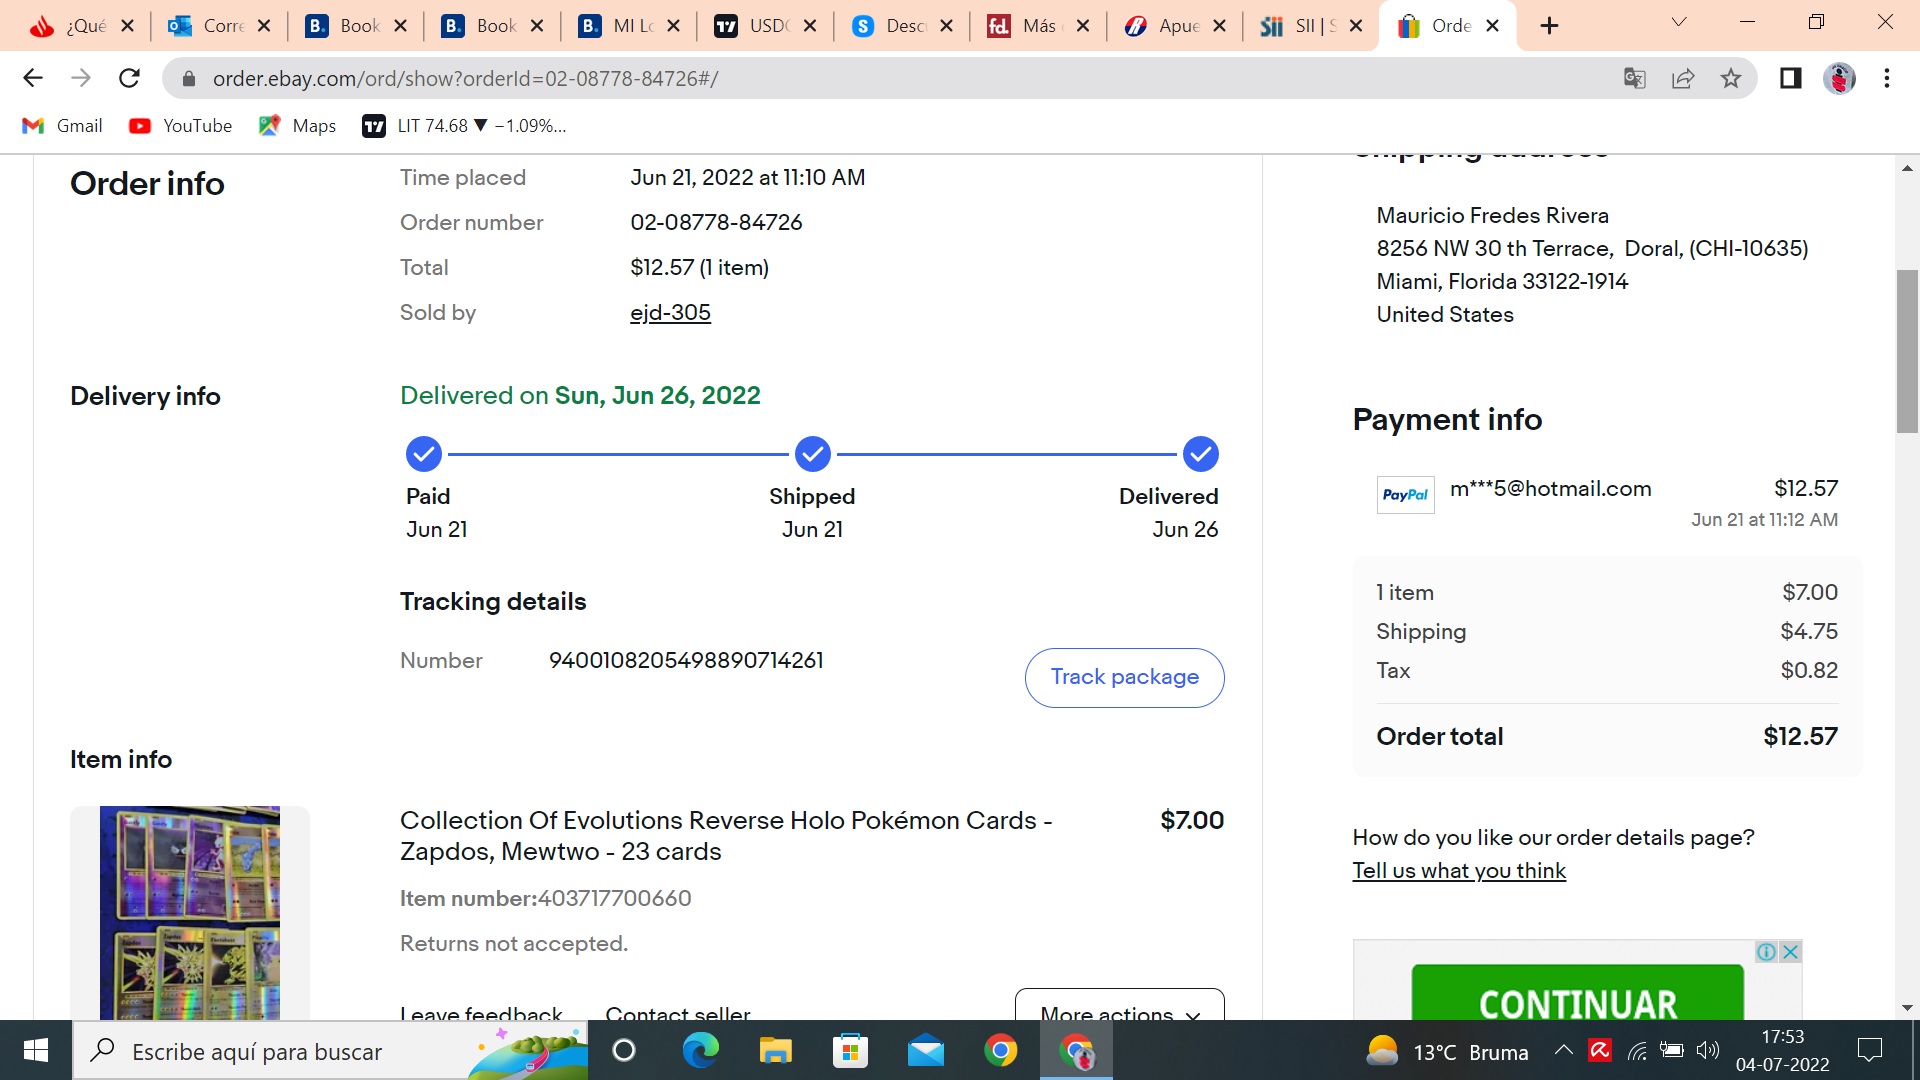 ¿Qué
Corre
Book
Book
MI Lo
USDC
Desc
Más
Apue
SII | S
Orde
order.ebay.com/ord/show?orderId=02-08778-84726#/
Gmail
YouTube
Maps
LIT 74.68 ▼ −1.09%...
Order info
Time placed Jun 21, 2022 at 11:10 AM
Order number 02-08778-84726
Total $12.57 (1 item)
Sold by ejd-305
Delivery info
Delivered on Sun, Jun 26, 2022
Paid Shipped Delivered
Jun 21 Jun 21 Jun 26
Tracking details
Number 9400108205498890714261
Track package
Item info
Collection Of Evolutions Reverse Holo Pokémon Cards -
Zapdos, Mewtwo - 23 cards
$7.00
Item number:403717700660
Returns not accepted.
Leave feedback Contact seller More actions
Shipping address
Mauricio Fredes Rivera
8256 NW 30 th Terrace, Doral, (CHI-10635)
Miami, Florida 33122-1914
United States
Payment info
PayPal m***5@hotmail.com $12.57
Jun 21 at 11:12 AM
1 item $7.00
Shipping $4.75
Tax $0.82
Order total $12.57
How do you like our order details page?
Tell us what you think
CONTINUAR
Escribe aquí para buscar
13°C Bruma
17:53
04-07-2022